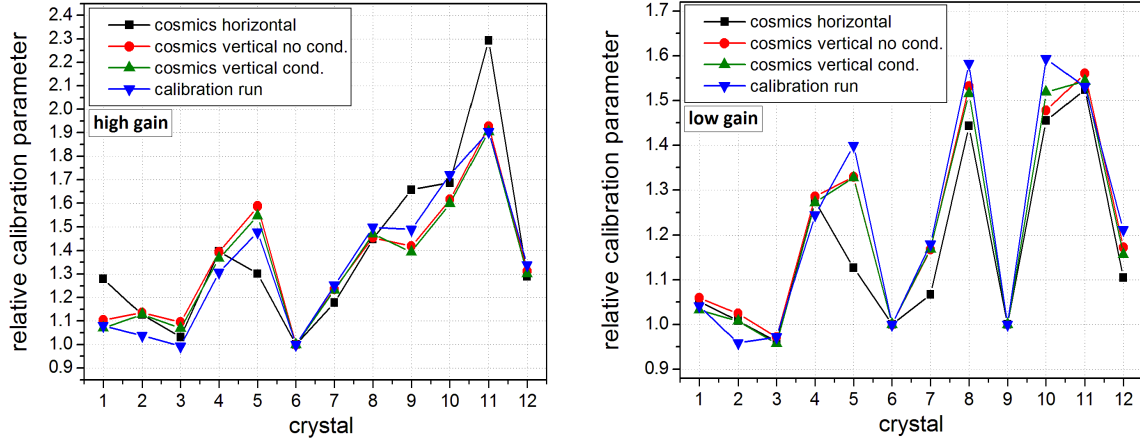 relative calibration parameter
2.4
2.3
2.2
2.1
2.0
1.9
1.8
1.7
1.6
1.5
1.4
1.3
1.2
1.1
1.0
0.9
cosmics horizontal
cosmics vertical no cond.
cosmics vertical cond.
calibration run
high gain
1 2 3 4 5 6 7 8 9 10 11 12
crystal
relative calibration parameter
1.7
1.6
1.5
1.4
1.3
1.2
1.1
1.0
0.9
cosmics horizontal
cosmics vertical no cond.
cosmics vertical cond.
calibration run
low gain
1 2 3 4 5 6 7 8 9 10 11 12
crystal